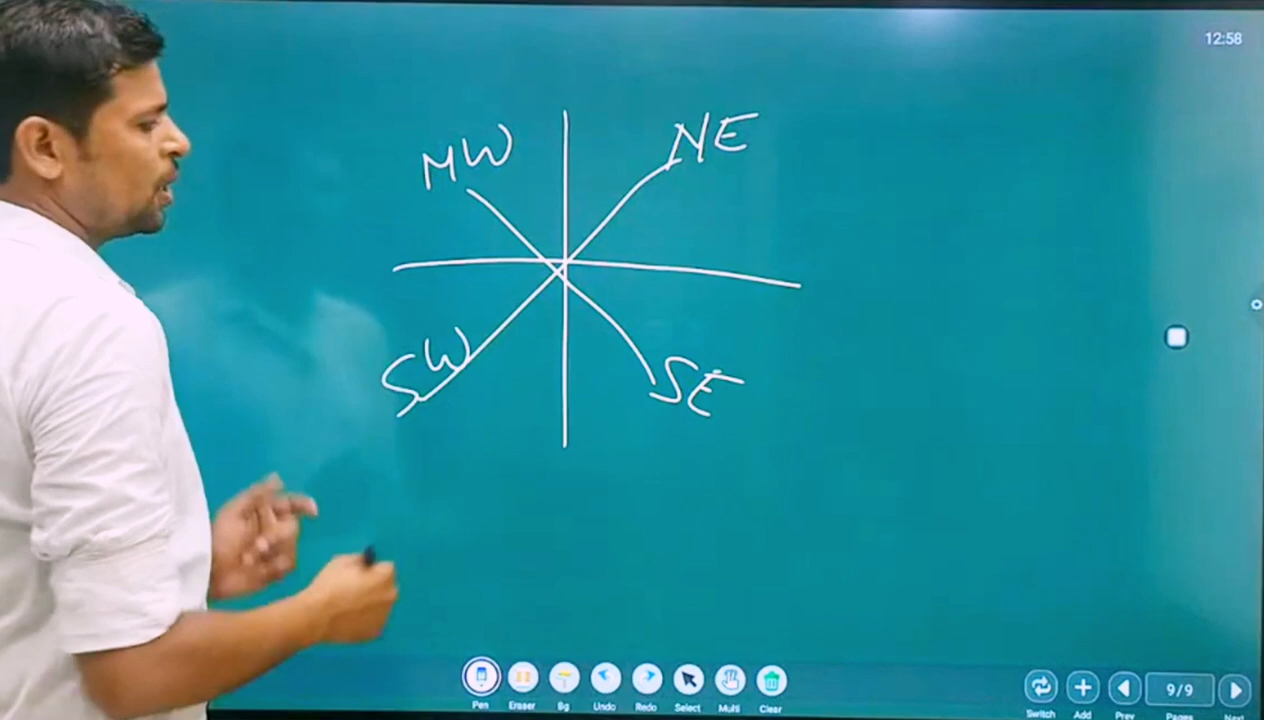 12:58
NW
NE
SW
SE
Pen Eraser Bg Undo Redo Select Multi Clear
Switch Add Prev 9/9 Pages Next